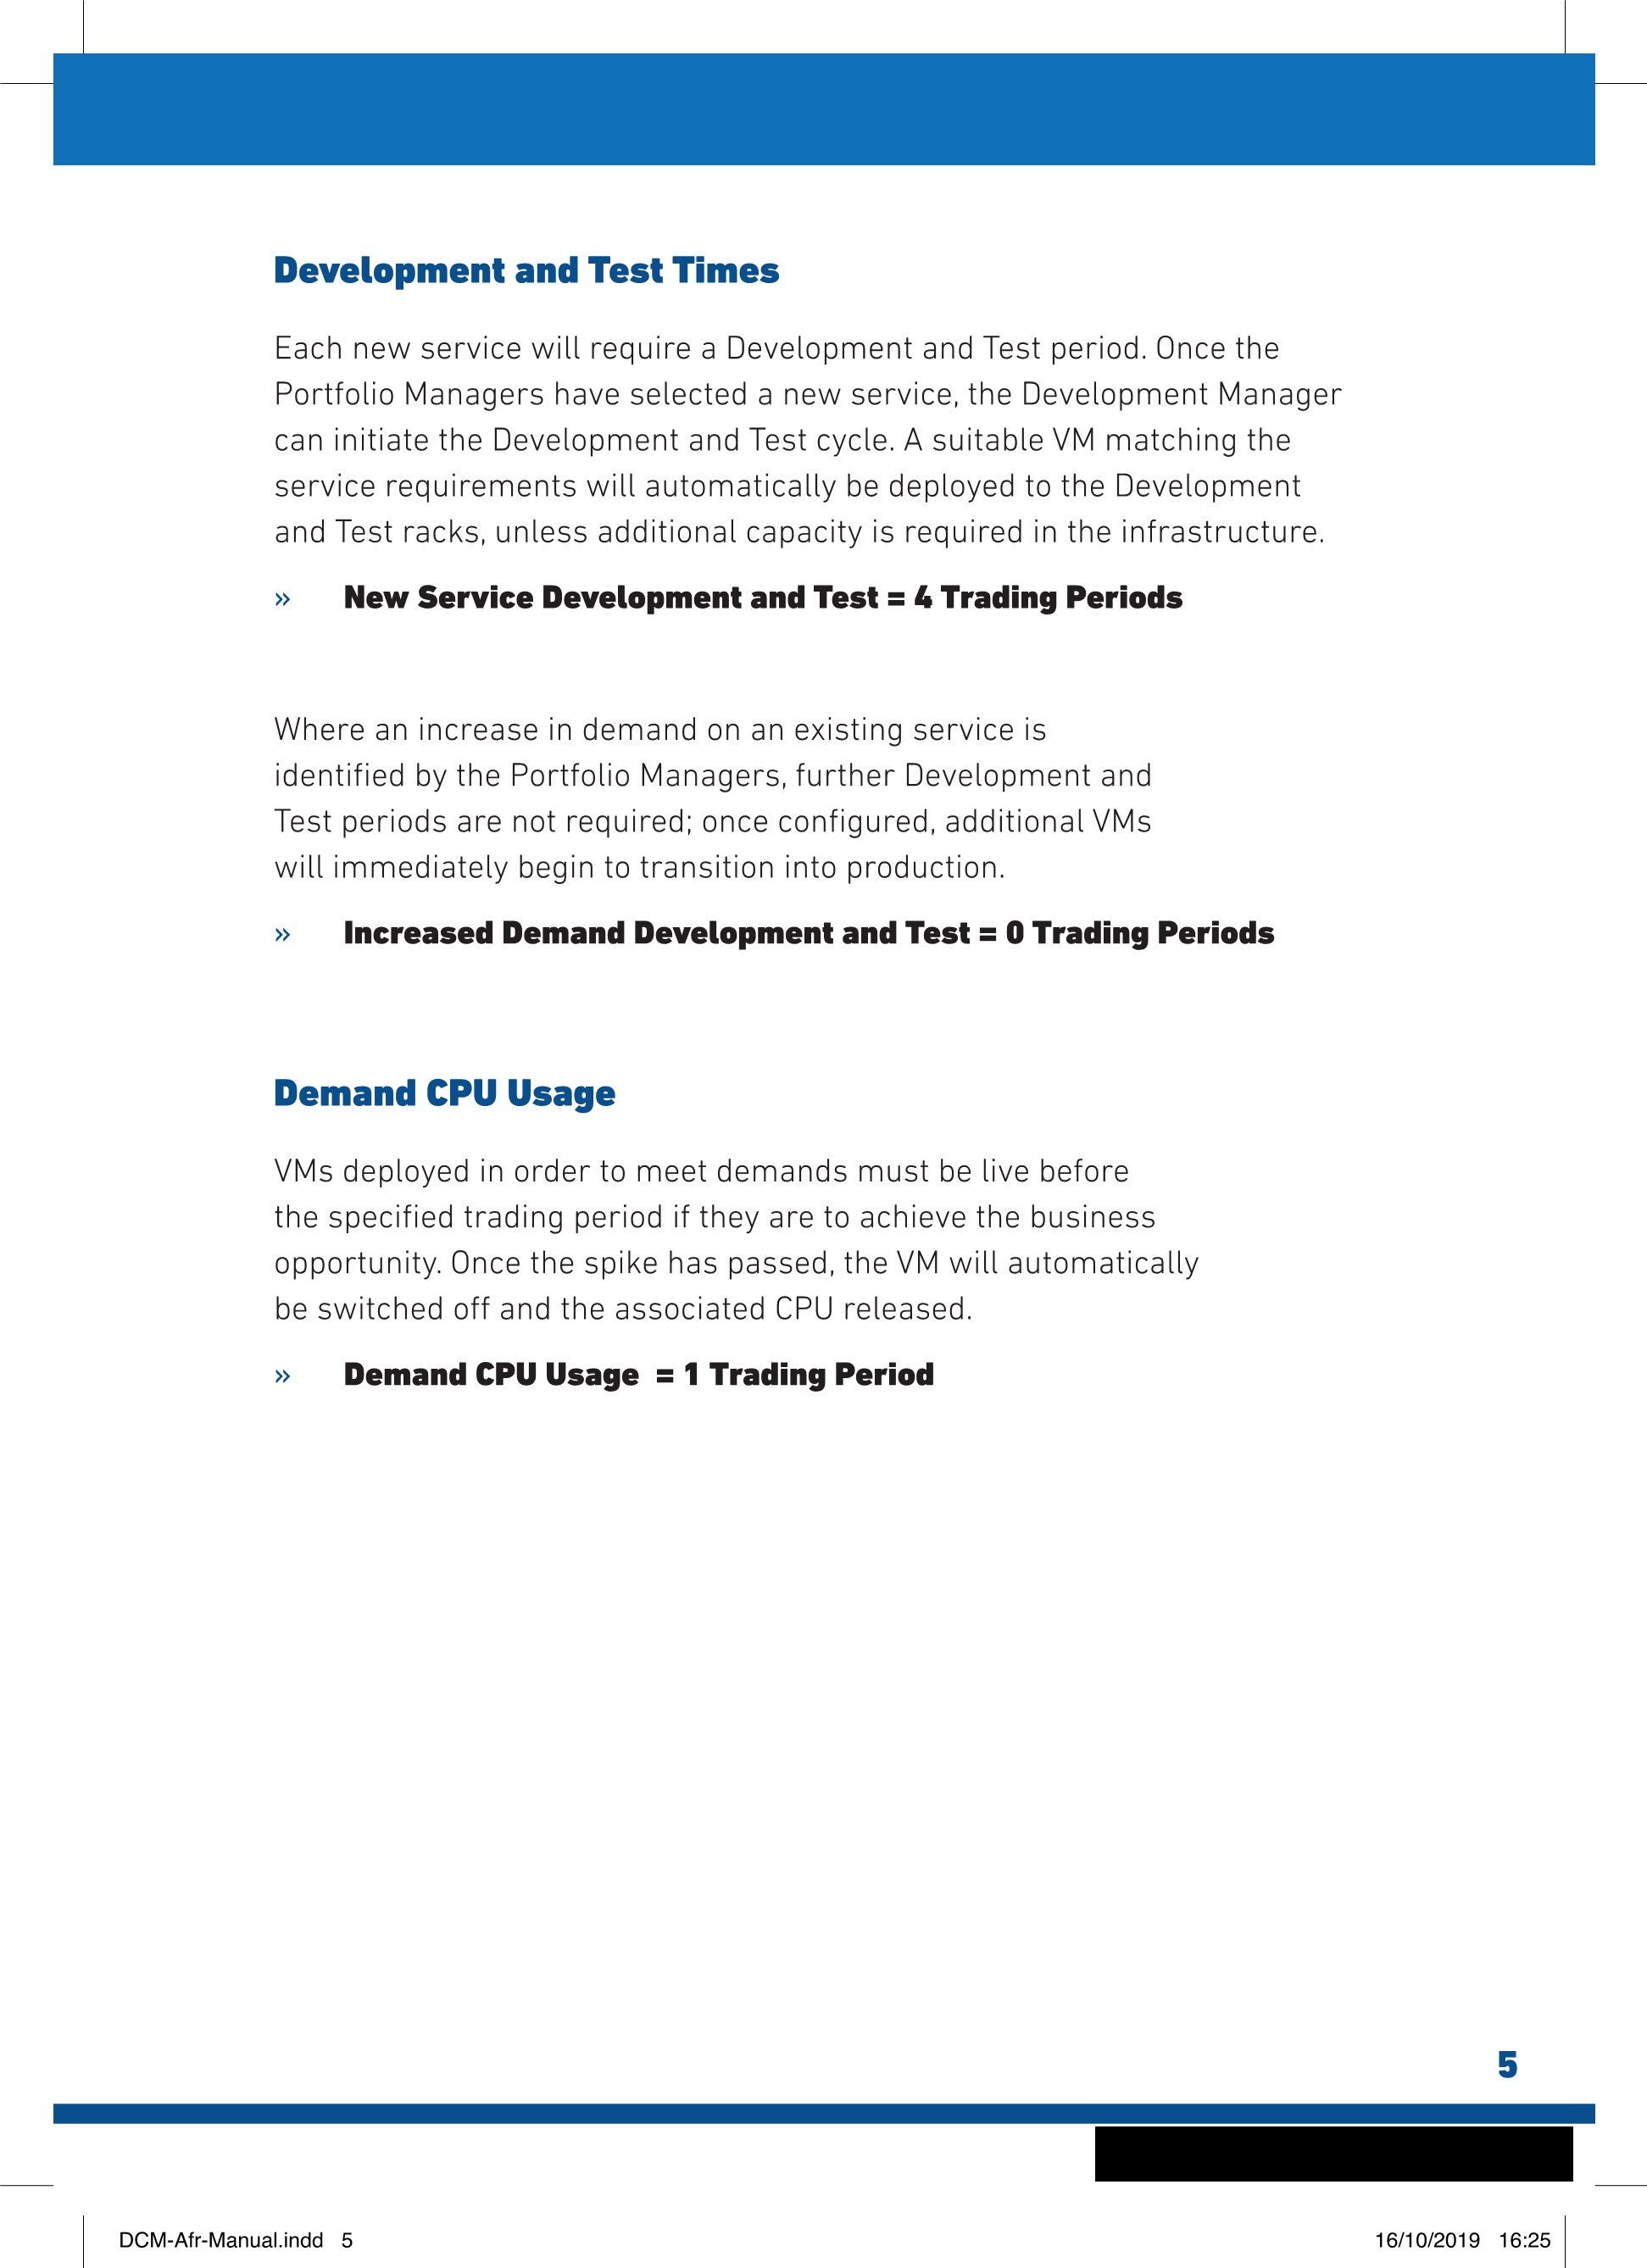 Development and Test Times
Each new service will require a Development and Test period. Once the
Portfolio Managers have selected a new service, the Development Manager
can initiate the Development and Test cycle. A suitable VM matching the
service requirements will automatically be deployed to the Development
and Test racks, unless additional capacity is required in the infrastructure.
» New Service Development and Test = 4 Trading Periods
Where an increase in demand on an existing service is
identified by the Portfolio Managers, further Development and
Test periods are not required; once configured, additional VMs
will immediately begin to transition into production.
» Increased Demand Development and Test = 0 Trading Periods
Demand CPU Usage
VMs deployed in order to meet demands must be live before
the specified trading period if they are to achieve the business
opportunity. Once the spike has passed, the VM will automatically
be switched off and the associated CPU released.
» Demand CPU Usage = 1 Trading Period
5
DCM-Afr-Manual.indd 5 16/10/2019 16:25